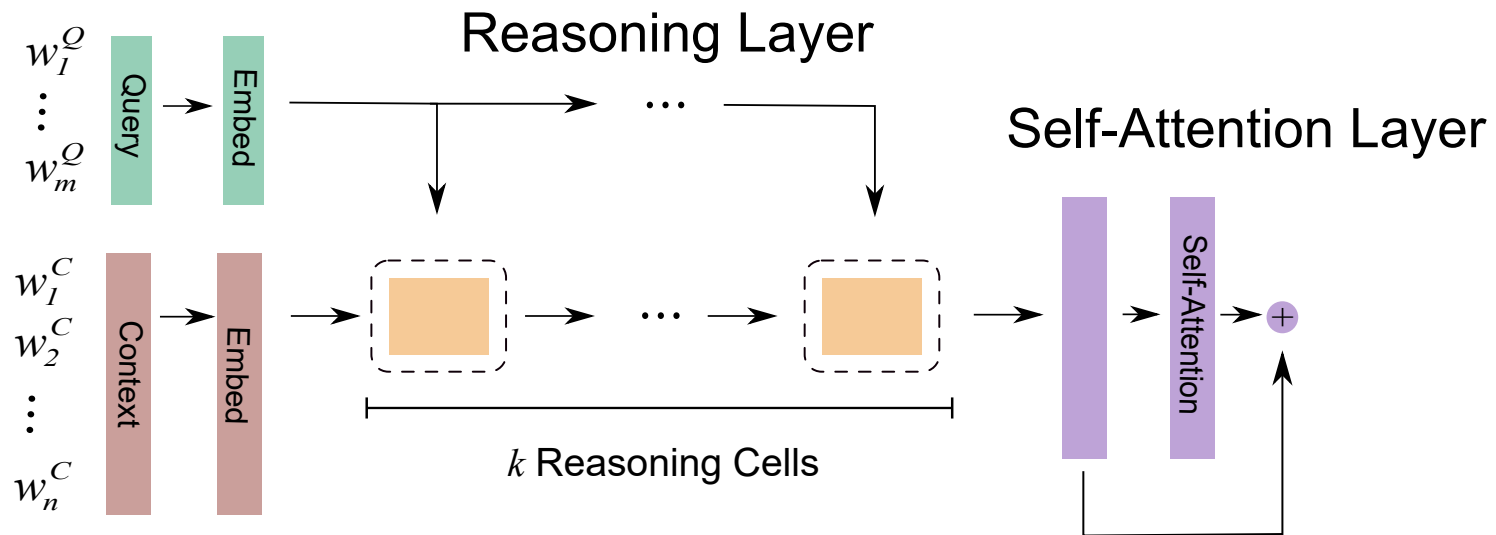 Reasoning Layer
Self-Attention Layer
w_1^Q
...
w_m^Q
Query
Embed
w_1^C
w_2^C
...
w_n^C
Context
Embed
...
...
k Reasoning Cells
Self-Attention
+